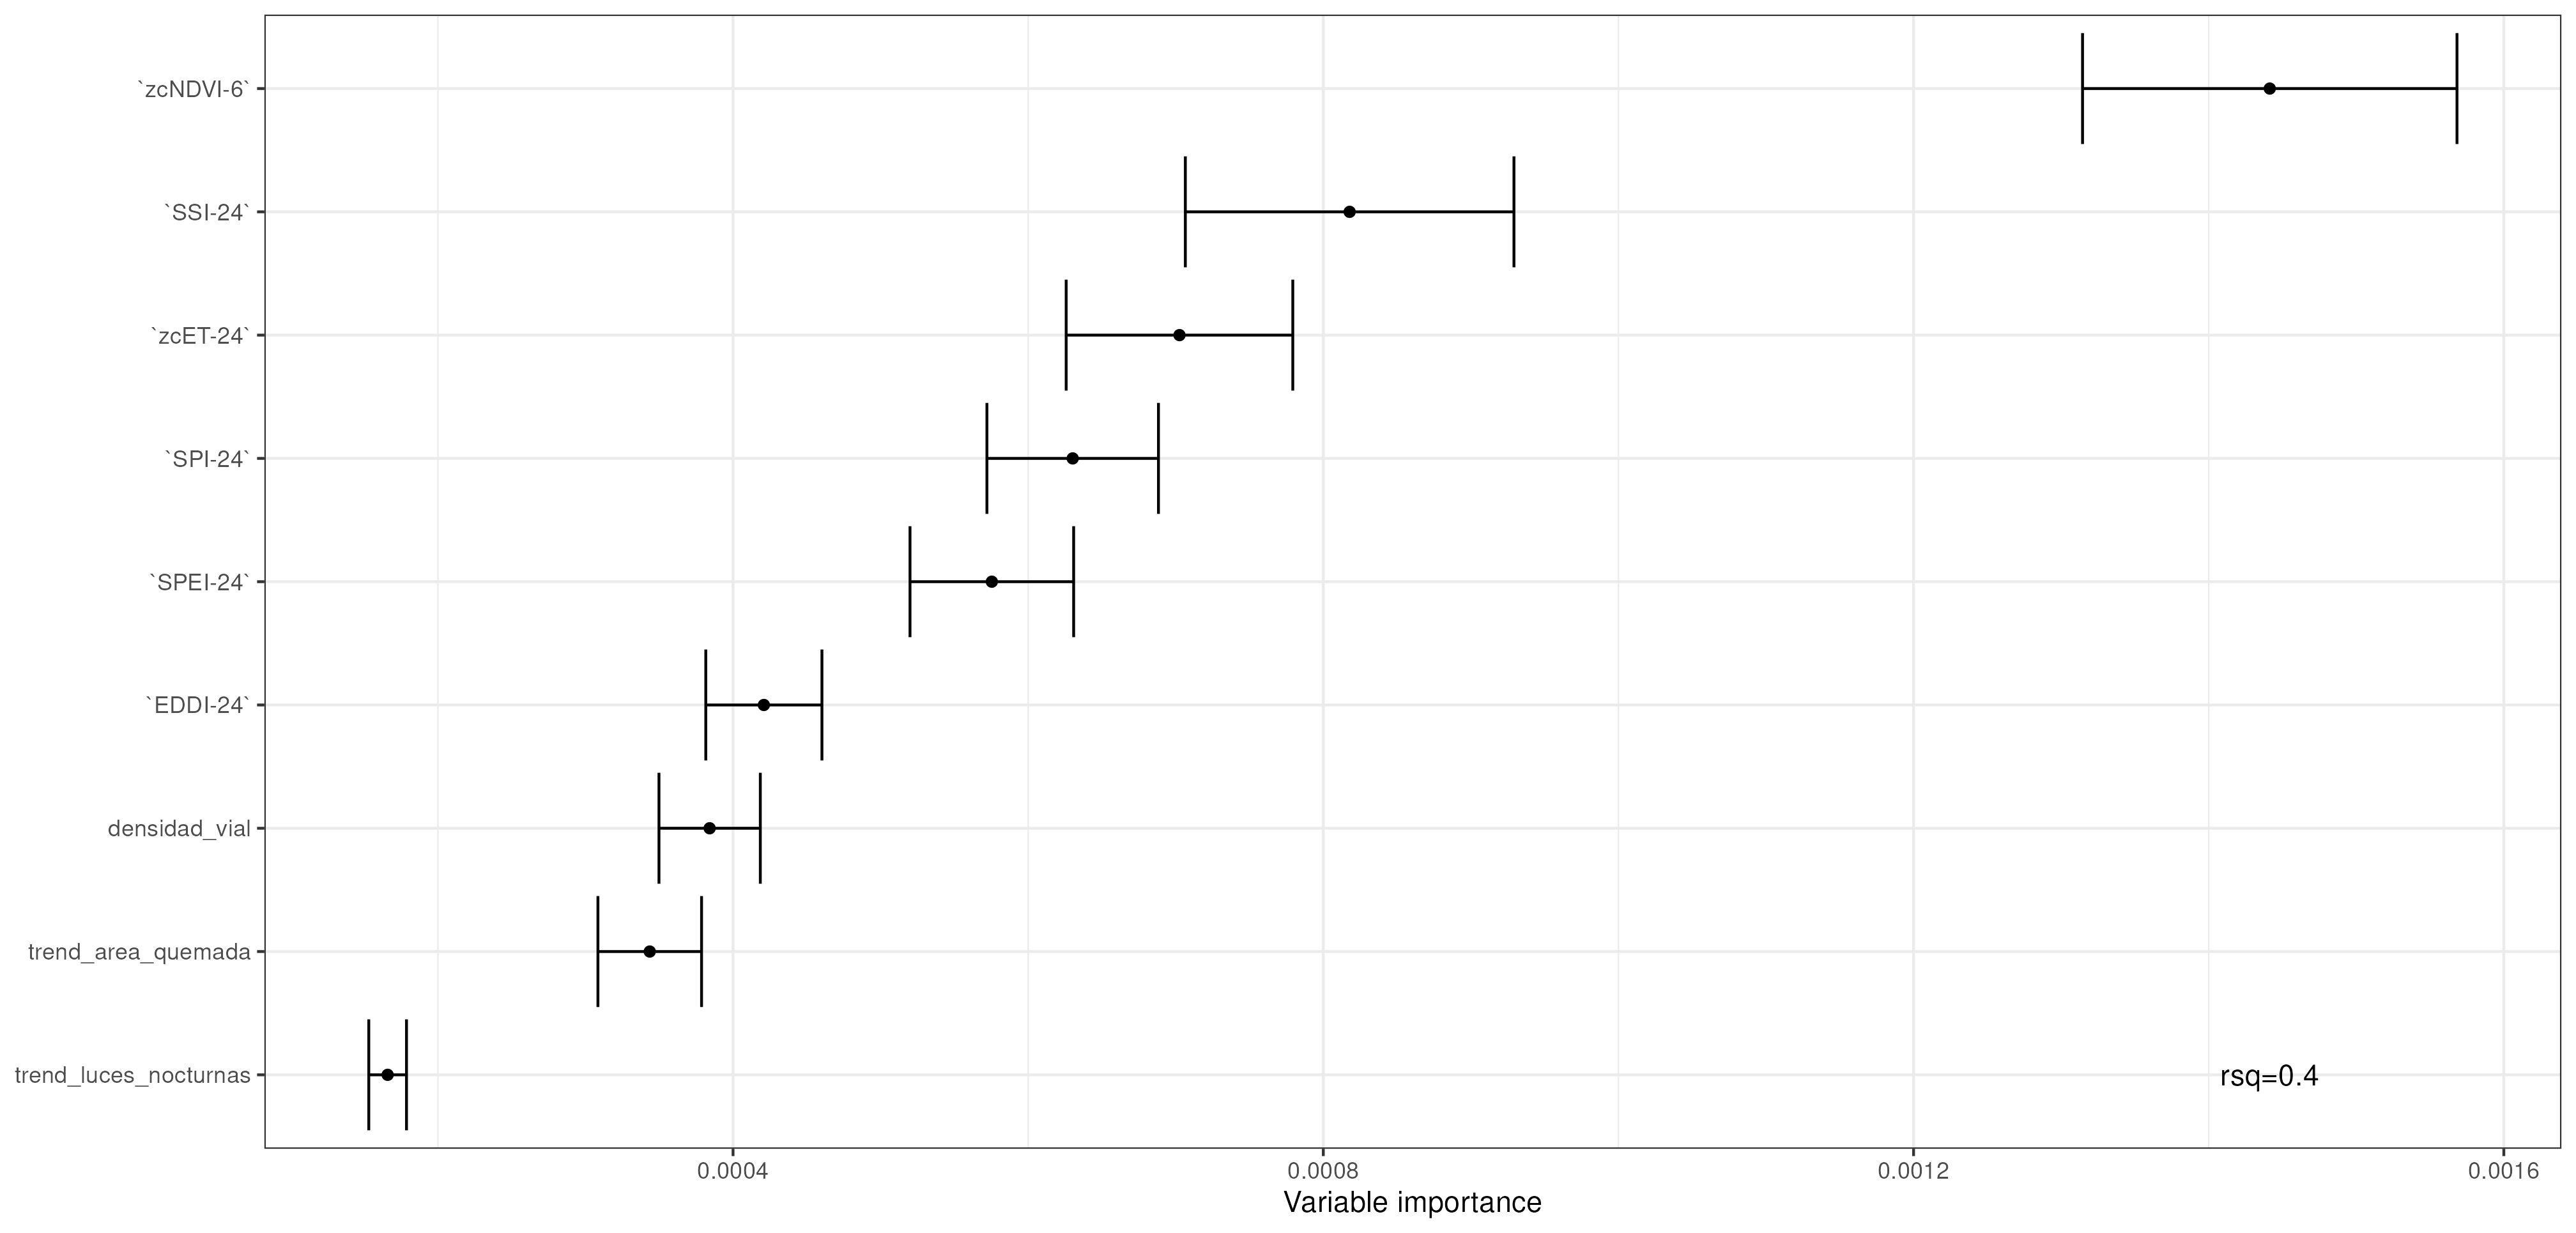 `zcNDVI-6`
`SSI-24`
`zcET-24`
`SPI-24`
`SPEI-24`
`EDDI-24`
densidad_vial
trend_area_quemada
trend_luces_nocturnas
rsq=0.4
0.0004
0.0008
0.0012
0.0016
Variable importance